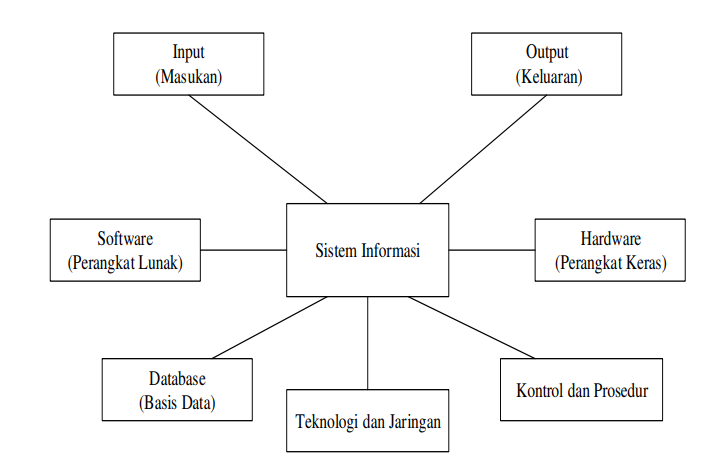 Input
(Masukan)
Output
(Keluaran)
Software
(Perangkat Lunak)
Sistem Informasi
Hardware
(Perangkat Keras)
Database
(Basis Data)
Teknologi dan Jaringan
Kontrol dan Prosedur